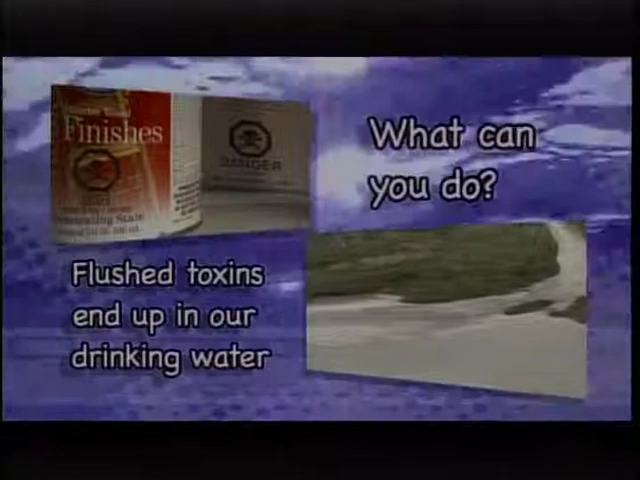 What can
you do?
Finishes
DANGER
Flushed toxins
end up in our
drinking water